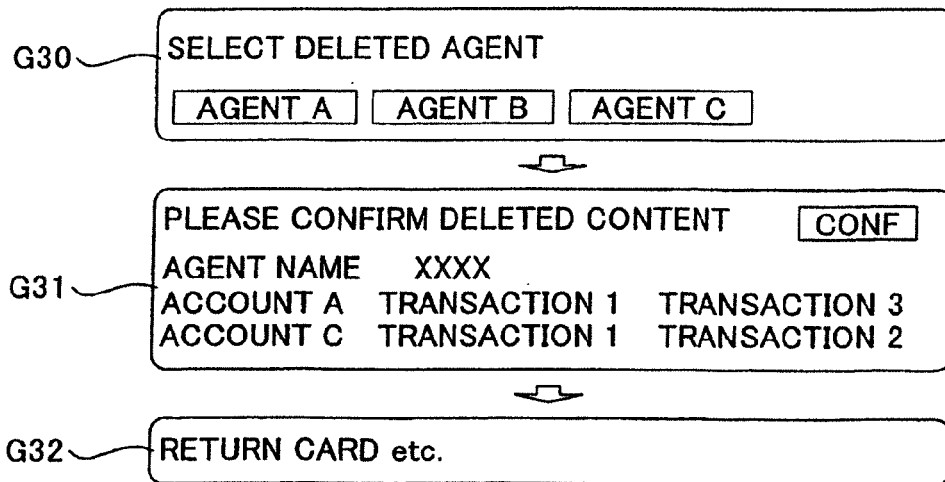 G30
SELECT DELETED AGENT
AGENT A AGENT B AGENT C
PLEASE CONFIRM DELETED CONTENT CONF
AGENT NAME XXXX
G31
ACCOUNT A TRANSACTION 1 TRANSACTION 3
ACCOUNT C TRANSACTION 1 TRANSACTION 2
G32 RETURN CARD etc.